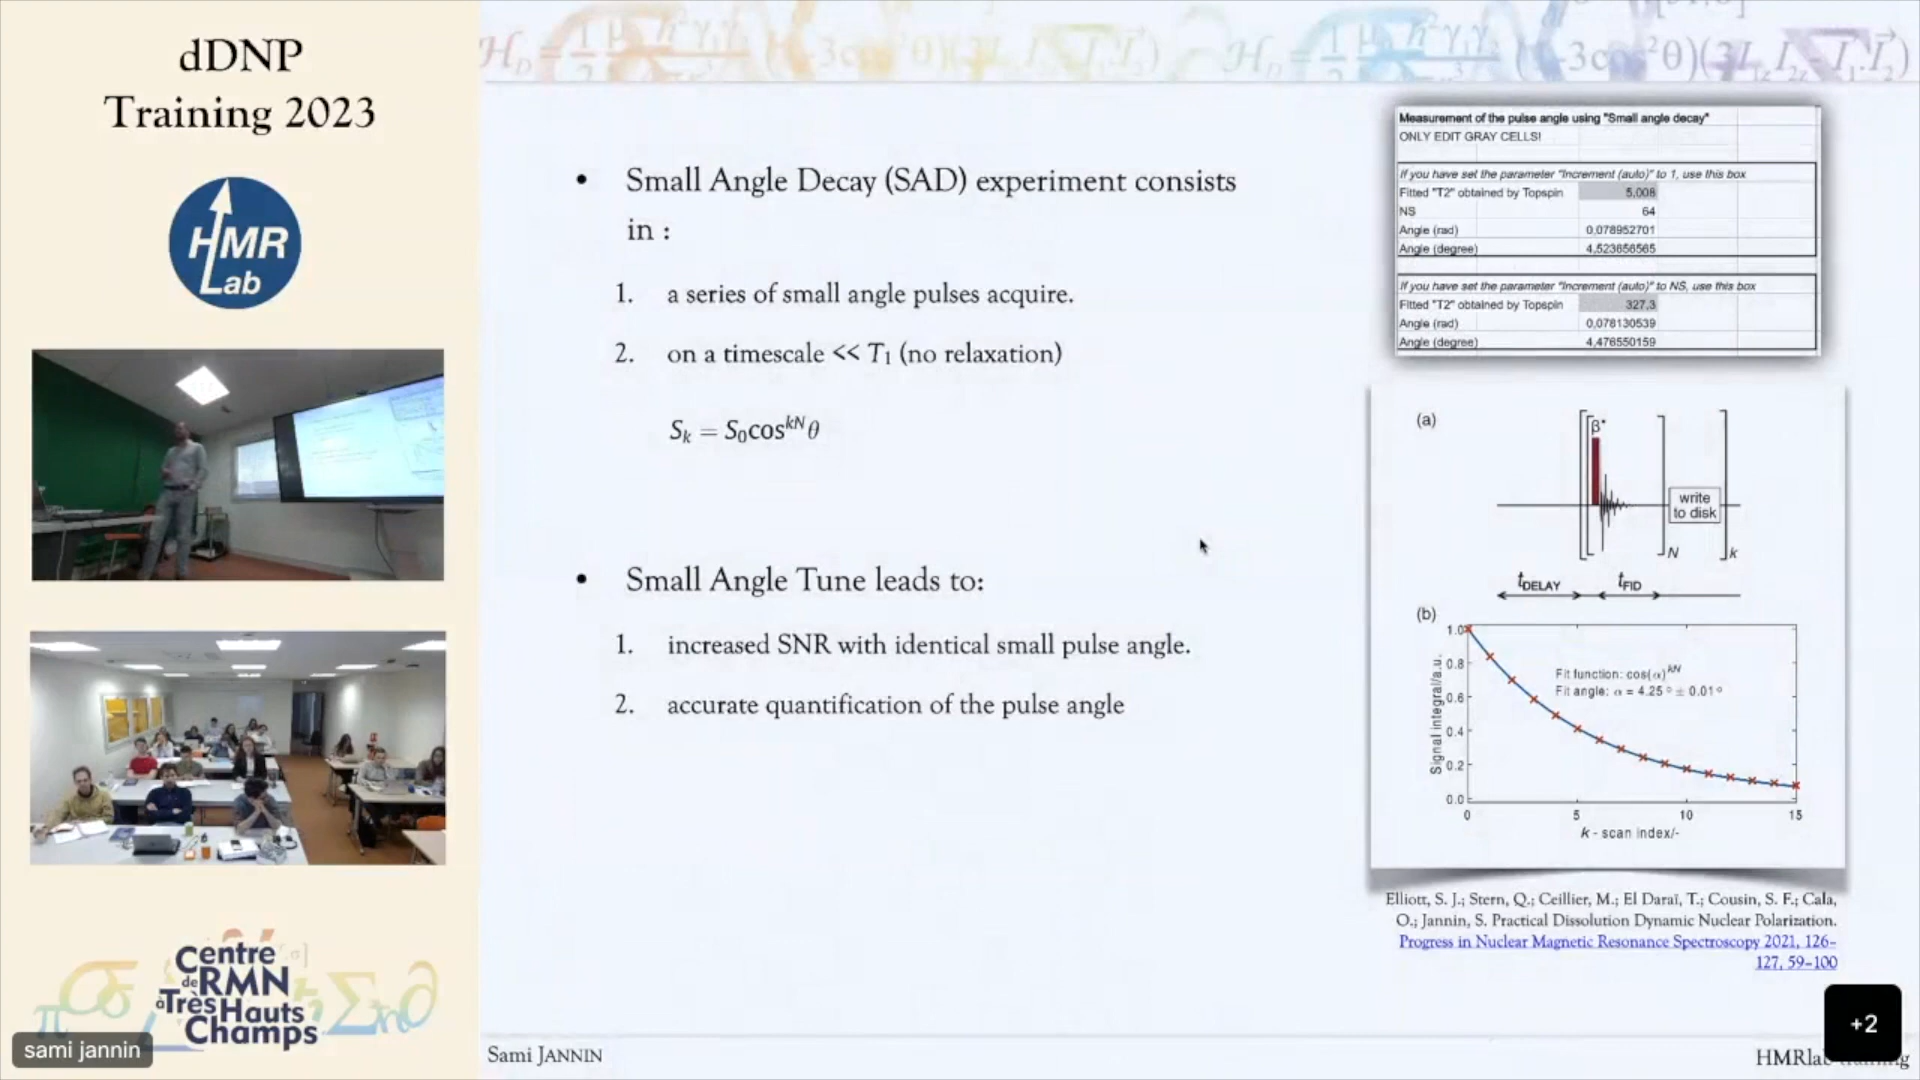 dDNP
Training 2023
HMR
Lab
Centre
de RMN
à Très Hauts
Champs
sami jannin
• Small Angle Decay (SAD) experiment consists
in :
1. a series of small angle pulses acquire.
2. on a timescale << T₁ (no relaxation)
Sₖ = S₀cosᵏᴺθ
• Small Angle Tune leads to:
1. increased SNR with identical small pulse angle.
2. accurate quantification of the pulse angle
Measurement of the pulse angle using "Small angle decay"
ONLY EDIT GRAY CELLS!
If you have set the parameter "Increment (auto)" to 1, use this box
Fitted "T2" obtained by Topspin 5,008
NS 64
Angle (rad) 0,078952701
Angle (degree) 4,523656565
If you have set the parameter "Increment (auto)" to NS, use this box
Fitted "T2" obtained by Topspin 327,3
Angle (rad) 0,078130539
Angle (degree) 4,476550159
(a)
β°
write
to disk
N
k
tDELAY tFID
(b)
Signal integral/a.u.
1.0
0.8
0.6
0.4
0.2
0.0
Fit function: cos(α)ᵏᴺ
Fit angle: α = 4.25° ± 0.01°
0 5 10 15
k - scan index/-
Elliott, S. J.; Stern, Q.; Ceillier, M.; El Daraï, T.; Cousin, S. F.; Cala,
O.; Jannin, S. Practical Dissolution Dynamic Nuclear Polarization.
Progress in Nuclear Magnetic Resonance Spectroscopy 2021, 126–
127, 59–100
+2
Sami JANNIN
HMRlab